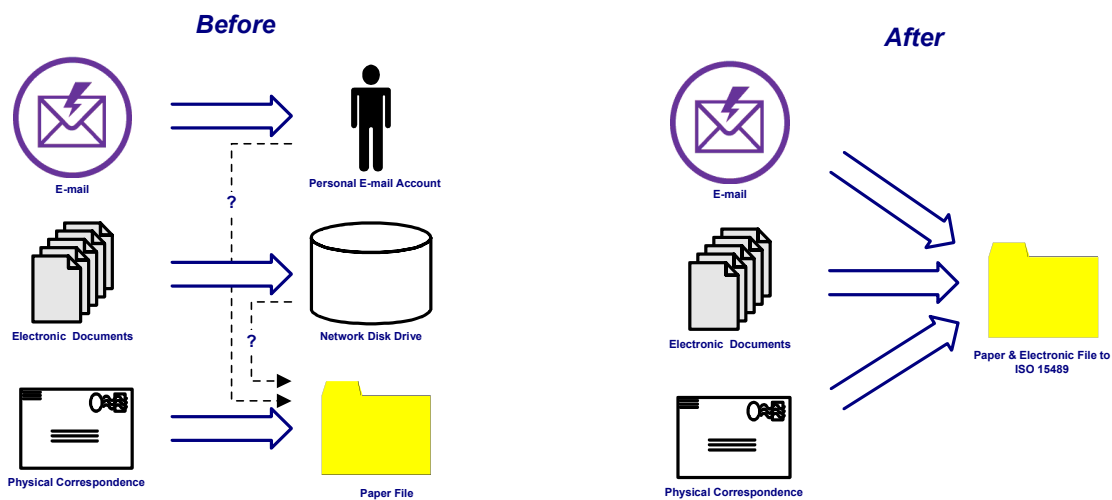 Before
After
E-mail
Personal E-mail Account
?
Electronic Documents
Network Disk Drive
?
Physical Correspondence
Paper File
E-mail
Electronic Documents
Paper & Electronic File to
ISO 15489
Physical Correspondence